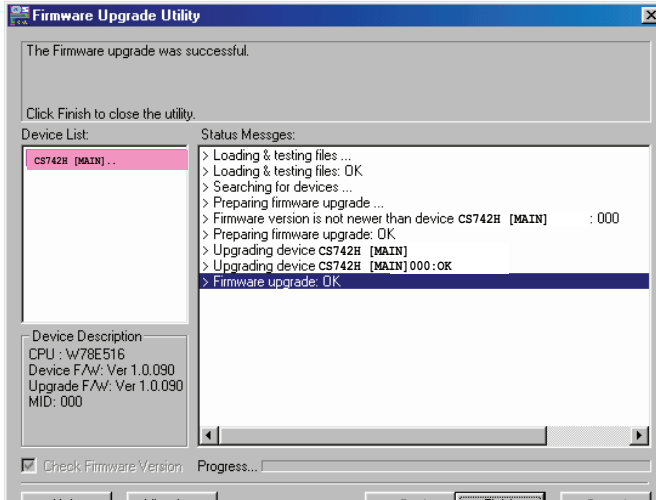 Firmware Upgrade Utility
The Firmware upgrade was successful.
Click Finish to close the utility.
Device List:
Status Messges:
CS742H [MAIN]..
> Loading & testing files ...
> Loading & testing files: OK
> Searching for devices ...
> Preparing firmware upgrade ...
> Firmware version is not newer than device CS742H [MAIN] : 000
> Preparing firmware upgrade: OK
> Upgrading device CS742H [MAIN]
> Upgrading device CS742H [MAIN]000:OK
> Firmware upgrade: OK
Device Description
CPU : W78E516
Device F/W: Ver 1.0.090
Upgrade F/W: Ver 1.0.090
MID: 000
Check Firmware Version
Progress...